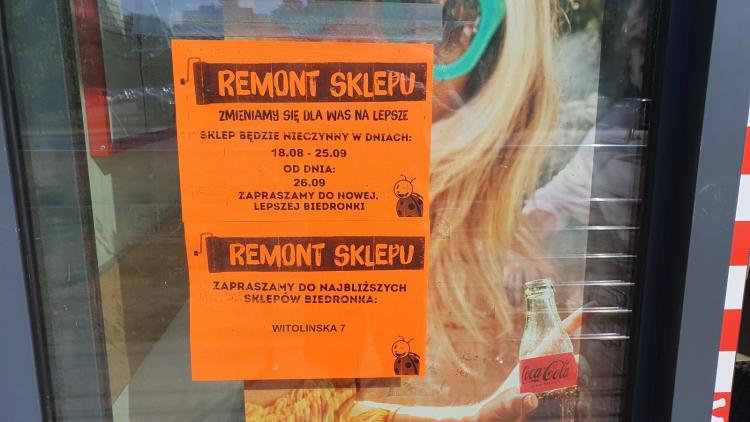 REMONT SKLEPU
ZMIENIAMY SIĘ DLA WAS NA LEPSZE
SKLEP BĘDZIE NIECZYNNY W DNIACH:
18.08 - 25.09
OD DNIA:
26.09
ZAPRASZAMY DO NOWEJ,
LEPSZEJ BIEDRONKI
REMONT SKLEPU
ZAPRASZAMY DO NAJBLIŻSZYCH
SKLEPÓW BIEDRONKA:
WITOLIŃSKA 7
Coca-Cola